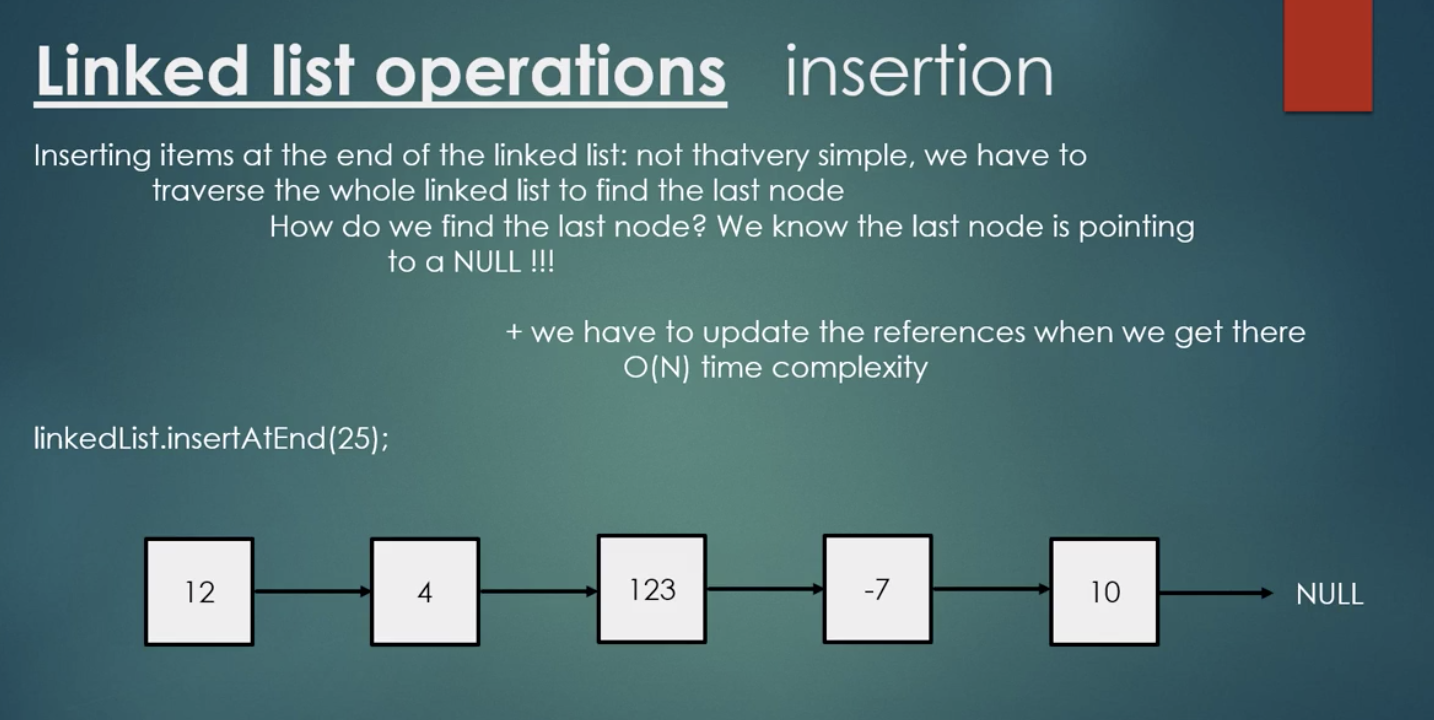 Linked list operations insertion
Inserting items at the end of the linked list: not thatvery simple, we have to
traverse the whole linked list to find the last node
How do we find the last node? We know the last node is pointing
to a NULL !!!
+ we have to update the references when we get there
O(N) time complexity
linkedList.insertAtEnd(25);
12 4 123 -7 10 NULL